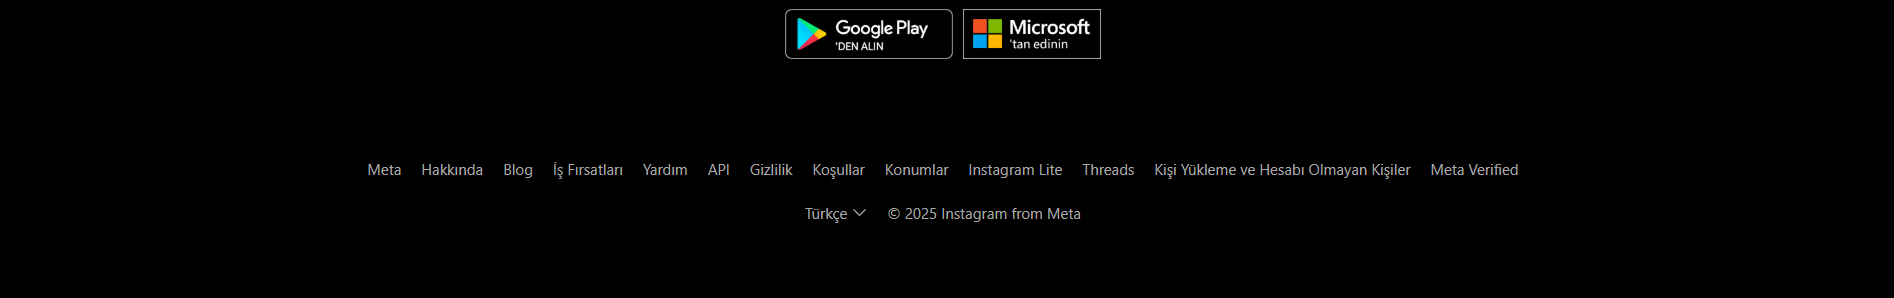 Google Play
'DEN ALIN
Microsoft
'tan edinin
Meta Hakkında Blog İş Fırsatları Yardım API Gizlilik Koşullar Konumlar Instagram Lite Threads Kişi Yükleme ve Hesabı Olmayan Kişiler Meta Verified
Türkçe © 2025 Instagram from Meta